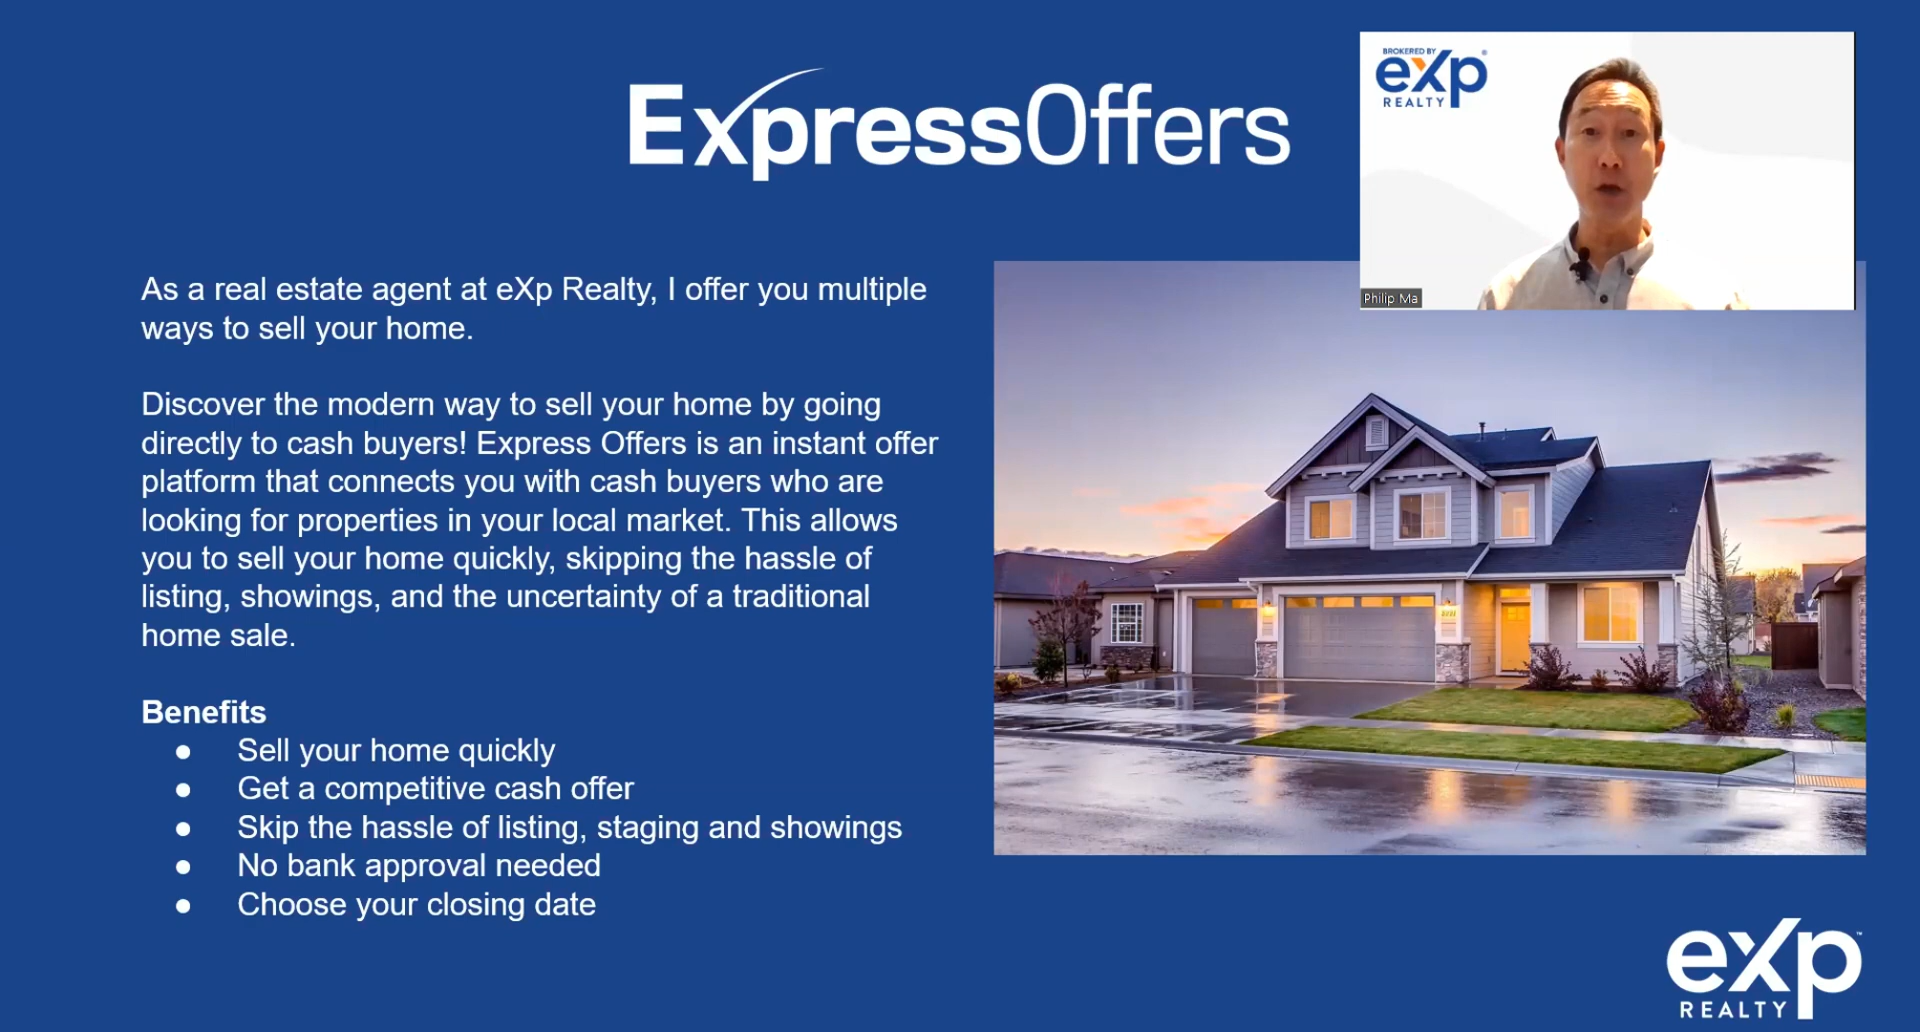 ExpressOffers
BROKERED BY
eXp®
REALTY
Philip Ma
As a real estate agent at eXp Realty, I offer you multiple
ways to sell your home.
Discover the modern way to sell your home by going
directly to cash buyers! Express Offers is an instant offer
platform that connects you with cash buyers who are
looking for properties in your local market. This allows
you to sell your home quickly, skipping the hassle of
listing, showings, and the uncertainty of a traditional
home sale.
Benefits
● Sell your home quickly
● Get a competitive cash offer
● Skip the hassle of listing, staging and showings
● No bank approval needed
● Choose your closing date
eXp™
REALTY